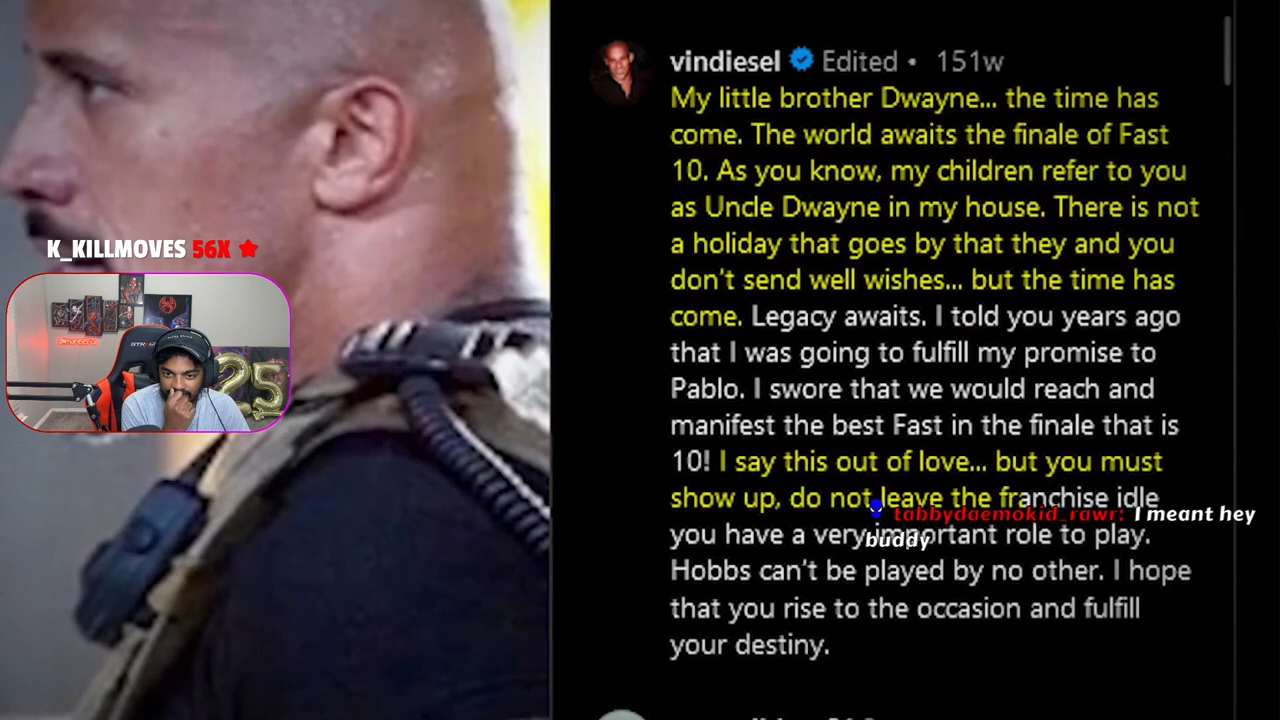 vindiesel Edited • 151w
My little brother Dwayne... the time has
come. The world awaits the finale of Fast
10. As you know, my children refer to you
as Uncle Dwayne in my house. There is not
a holiday that goes by that they and you
don't send well wishes... but the time has
come. Legacy awaits. I told you years ago
that I was going to fulfill my promise to
Pablo. I swore that we would reach and
manifest the best Fast in the finale that is
10! I say this out of love... but you must
show up, do not leave the franchise idle
you have a very important role to play.
Hobbs can't be played by no other. I hope
that you rise to the occasion and fulfill
your destiny.
K_KILLMOVES 56X
25
tabbydaemokid_rawr: I meant hey
buddy